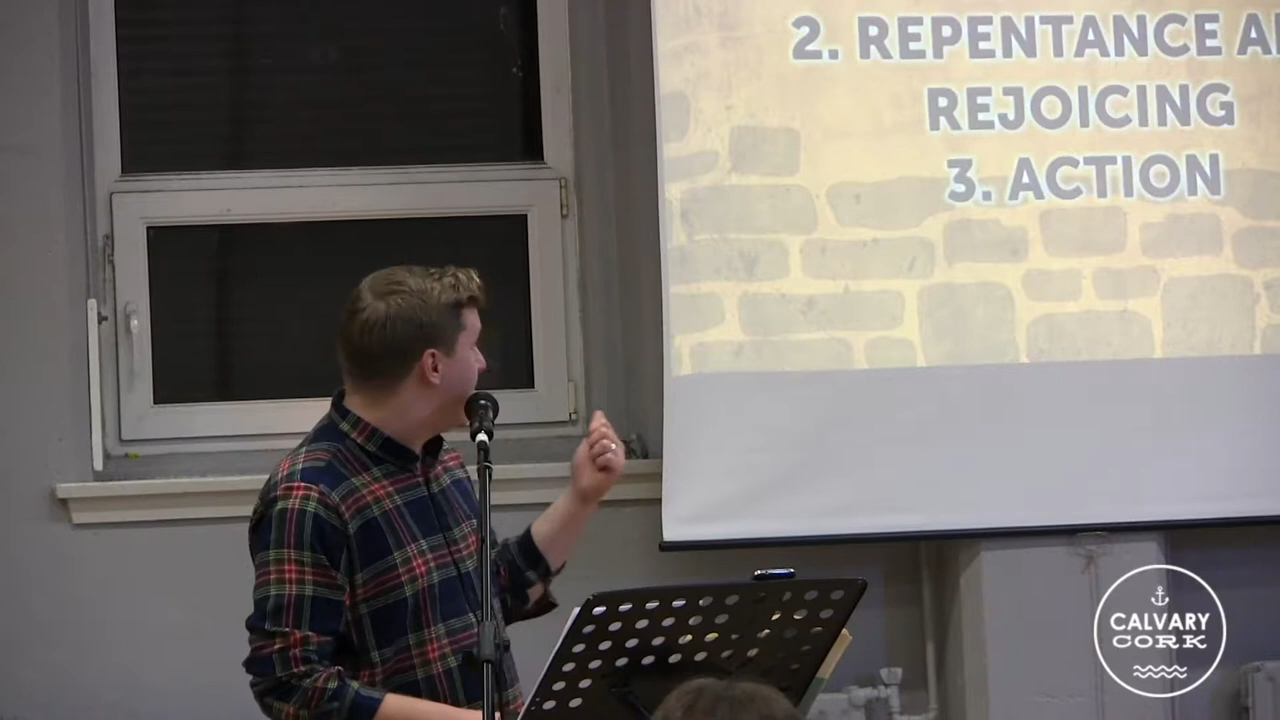 2. REPENTANCE
REJOICING
3. ACTION
CALVARY
CORK